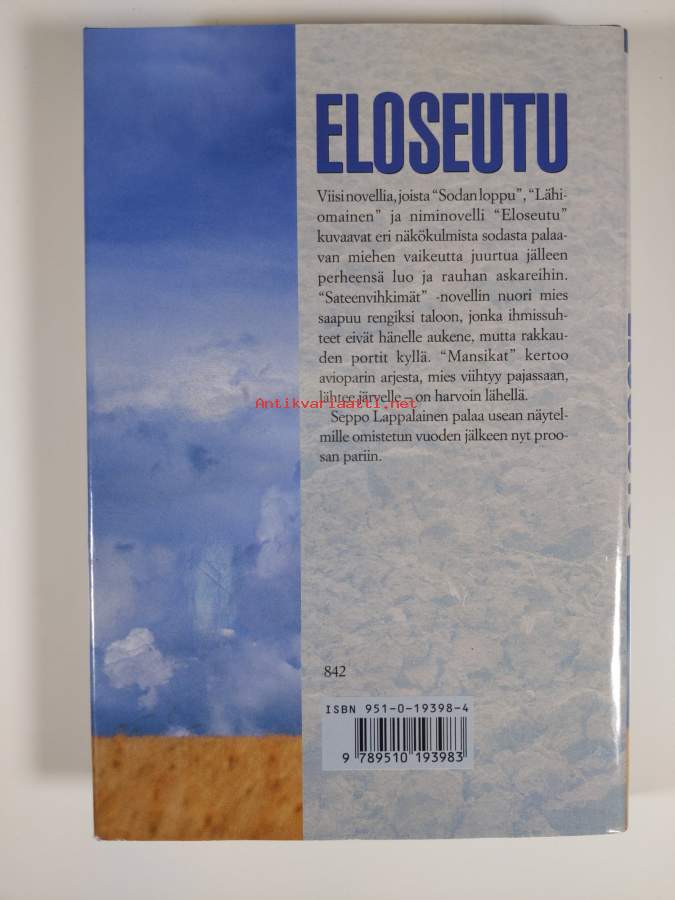 ELOSEUTU
Viisi novellia, joista “Sodan loppu”, “Lähi-
omainen” ja niminovelli “Eloseutu”
kuvaavat eri näkökulmista sodasta palaa-
van miehen vaikeutta juurtua jälleen
perheensä luo ja rauhan askareihin.
“Sateenvihkimät” -novellin nuori mies
saapuu rengiksi taloon, jonka ihmissuh-
teet eivät hänelle aukene, mutta rakkau-
den portit kyllä. “Mansikat” kertoo
avioparin arjesta, mies viihtyy pajassaan,
lähtee järvelle – on harvoin lähellä.
Antikvariaatti.net
Seppo Lappalainen palaa usean näytel-
mille omistetun vuoden jälkeen nyt proo-
san pariin.
842
ISBN 951-0-19398-4
9 789510 193983